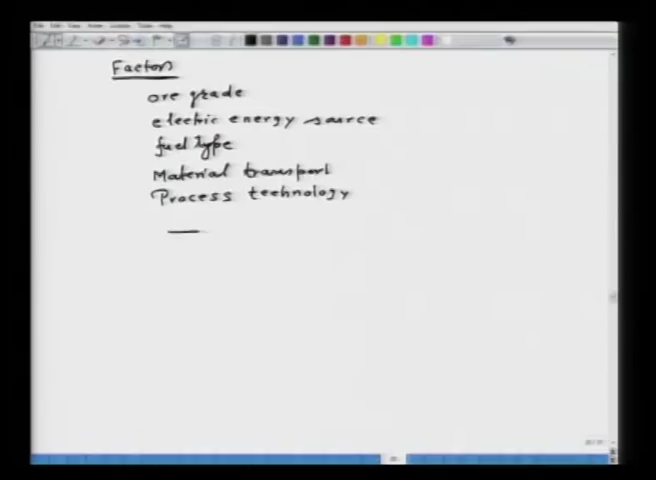 Factors
ore grade
electric energy source
fuel type
Material transport
Process technology